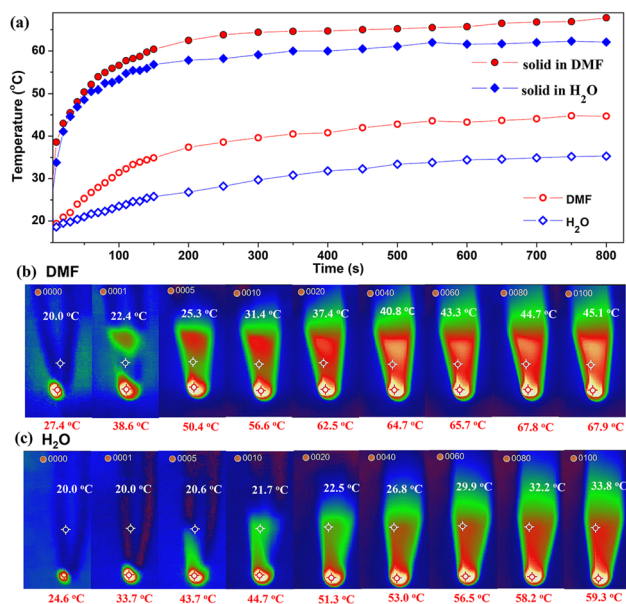 (a)
Temperature (°C)
60
50
40
30
20
solid in DMF
solid in H2O
DMF
H2O
100 200 300 400 500 600 700 800
Time (s)
(b) DMF
0000 0001 0005 0010 0020 0040 0060 0080 0100
20.0 °C 22.4 °C 25.3 °C 31.4 °C 37.4 °C 40.8 °C 43.3 °C 44.7 °C 45.1 °C
27.4 °C 38.6 °C 50.4 °C 56.6 °C 62.5 °C 64.7 °C 65.7 °C 67.8 °C 67.9 °C
(c) H2O
0000 0001 0005 0010 0020 0040 0060 0080 0100
20.0 °C 20.0 °C 20.6 °C 21.7 °C 22.5 °C 26.8 °C 29.9 °C 32.2 °C 33.8 °C
24.6 °C 33.7 °C 43.7 °C 44.7 °C 51.3 °C 53.0 °C 56.5 °C 58.2 °C 59.3 °C